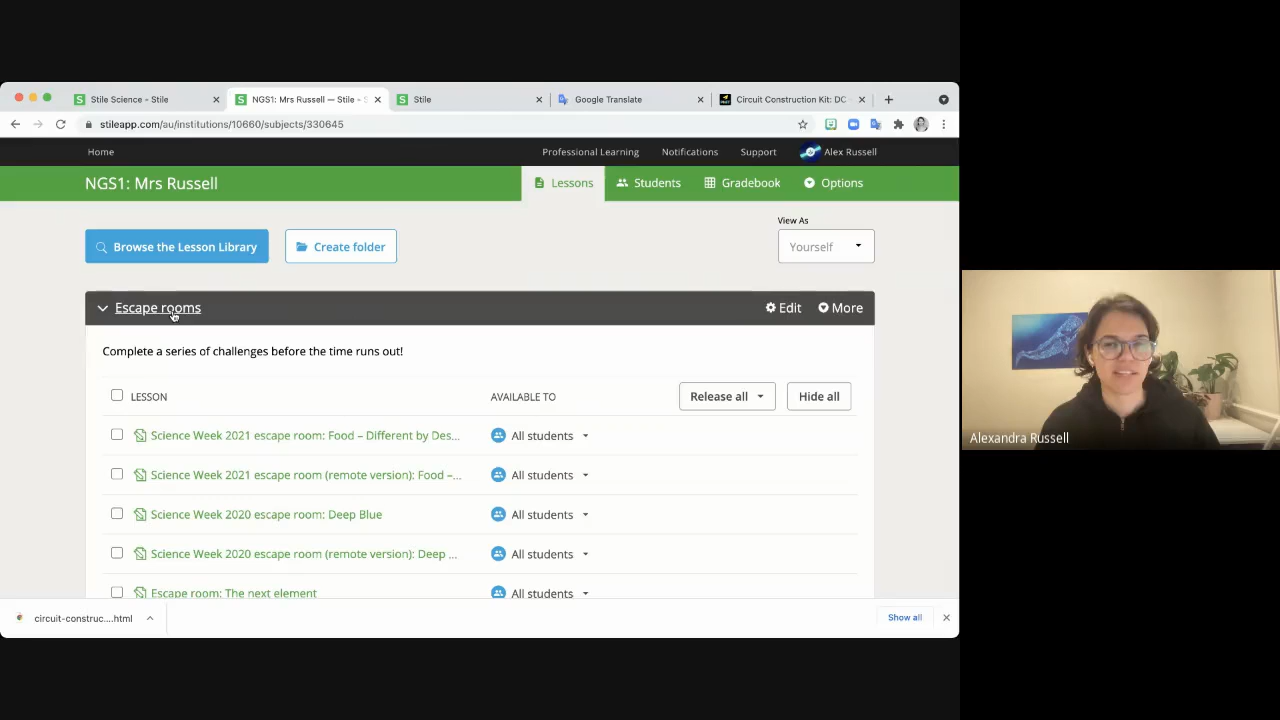 Stile Science - Stile
NGS1: Mrs Russell — Stile - S
Stile
Google Translate
Circuit Construction Kit: DC
stileapp.com/au/institutions/10660/subjects/330645
Home
Professional Learning
Notifications
Support
Alex Russell
NGS1: Mrs Russell
Lessons
Students
Gradebook
Options
View As
Browse the Lesson Library
Create folder
Yourself
Escape rooms
Edit
More
Complete a series of challenges before the time runs out!
LESSON
AVAILABLE TO
Release all
Hide all
Science Week 2021 escape room: Food – Different by Des...
All students
Science Week 2021 escape room (remote version): Food –...
All students
Science Week 2020 escape room: Deep Blue
All students
Science Week 2020 escape room (remote version): Deep ...
All students
Escape room: The next element
All students
Alexandra Russell
circuit-construc....html
Show all